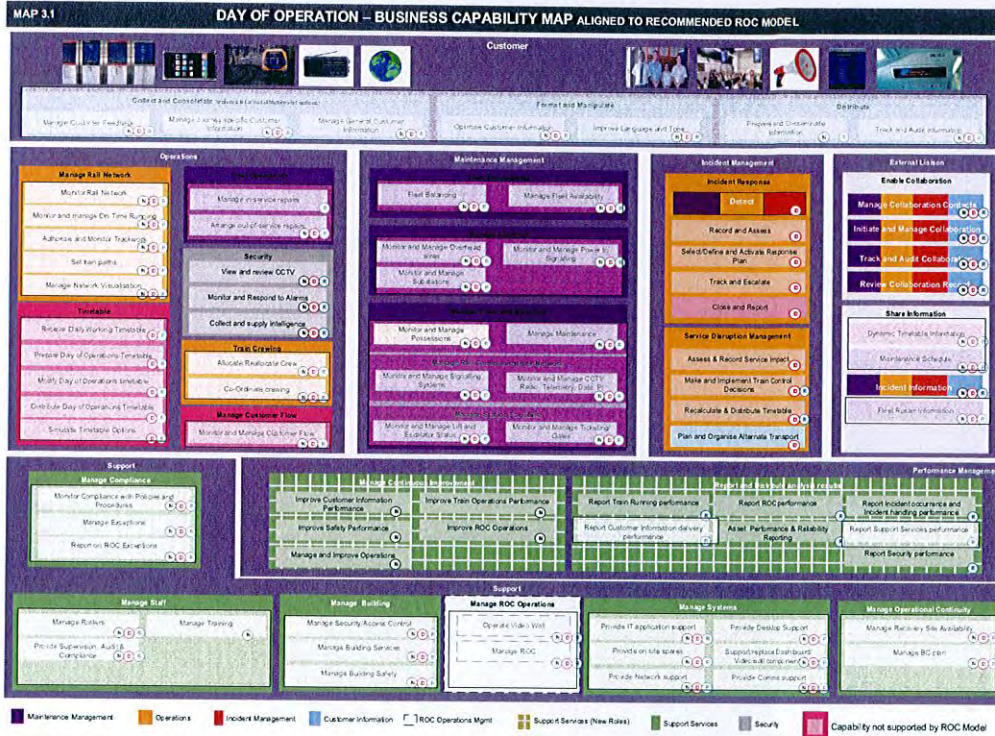 MAP 3.1
DAY OF OPERATION – BUSINESS CAPABILITY MAP ALIGNED TO RECOMMENDED ROC MODEL
Customer
Collect and Consolidate
Format and Manipulate
Distribute
Manage Customer Feedback
Information
Manage General Customer
Information
Optimise Customer Information
Improve Language and Tone
Information
Track and Audit Information
Operations
Manage Rail Network
Monitor Rail Network
Monitor and manage On Time Running
Authorise and Monitor Trackwork
Set train paths
Manage Network Visualisation
Timetable
Receive Daily Working Timetable
Prepare Day of Operations Timetable
Modify Day of Operations timetable
Distribute Day of Operations Timetable
Simulate Timetable Options
Manage in-service repairs
Arrange out-of-service repairs
Security
View and review CCTV
Monitor and Respond to Alarms
Collect and supply intelligence
Train Crewing
Allocate/Reallocate Crew
Co-Ordinate crewing
Manage Customer Flow
Monitor and Manage Customer Flow
Maintenance Management
Fleet Balancing
Manage Fleet Availability
Monitor and Manage Overhead
wires
Monitor and Manage Power to
Signalling
Monitor and Manage
Substations
Monitor and Manage
Possessions
Manage Maintenance
Monitor and Manage Signalling
Systems
Monitor and Manage CCTV
Monitor and Manage Lift and
Escalator Status
Monitor and Manage Ticketing/
Gates
Incident Management
Incident Response
Detect
Record and Assess
Select/Define and Activate Response
Plan
Track and Escalate
Close and Report
Service Disruption Management
Assess & Record Service Impact
Make and Implement Train Control
Decisions
Recalculate & Distribute Timetable
Plan and Organise Alternate Transport
External Liaison
Enable Collaboration
Manage Collaboration Contacts
Initiate and Manage Collaboration
Track and Audit Collaboration
Review Collaboration Record
Share Information
Dynamic Timetable Information
Maintenance Schedule
Incident Information
Support
Manage Compliance
Monitor Compliance with Policies and
Procedures
Manage Exceptions
Report on ROC Exceptions
Performance Manageme
Manage Continuous Improvement
Improve Customer Information
Performance
Improve Train Operations Performance
Improve Safety Performance
Improve ROC Operations
Manage and Improve Operations
Report and Distribute analysis results
Report Train Running performance
Report ROC performance
Report Incident occurrence and
Incident handling performance
Report Customer Information delivery
performance
Asset Performance & Reliability
Reporting
Report Support Services performance
Report Security performance
Support
Manage Staff
Manage Rosters
Manage Training
Provide Supervision, Audit &
Compliance
Manage Building
Manage Security/Access Control
Manage Building Services
Manage Building Safety
Manage ROC Operations
Operate Video Wall
Manage ROC
Manage Systems
Provide IT application support
Provide Desktop Support
Provide on site spares
Support/replace Dashboard/
Video wall components
Provide Network support
Provide Comms support
Manage Operational Continuity
Manage Recovery Site Availability
Manage BC plan
Maintenance Management
Operations
Incident Management
Customer Information
ROC Operations Mgmt
Support Services (New Roles)
Support Services
Security
Capability not supported by ROC Model